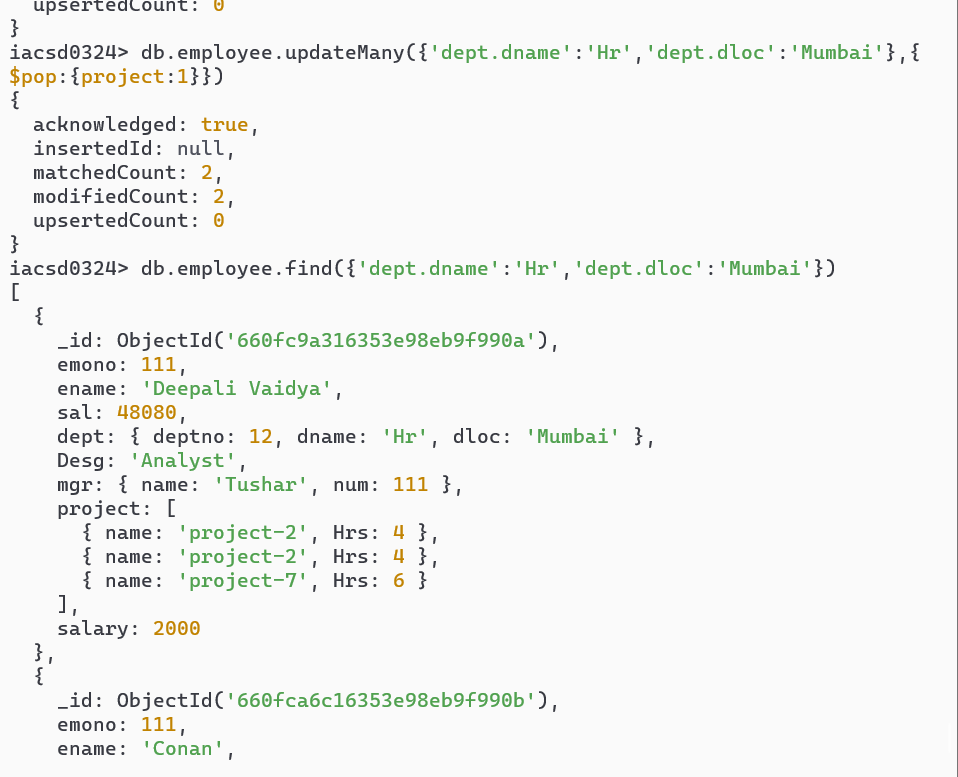 upsertedCount: 0
}
iacsd0324> db.employee.updateMany({'dept.dname':'Hr','dept.dloc':'Mumbai'},{
$pop:{project:1}})
{
  acknowledged: true,
  insertedId: null,
  matchedCount: 2,
  modifiedCount: 2,
  upsertedCount: 0
}
iacsd0324> db.employee.find({'dept.dname':'Hr','dept.dloc':'Mumbai'})
[
  {
    _id: ObjectId('660fc9a316353e98eb9f990a'),
    emono: 111,
    ename: 'Deepali Vaidya',
    sal: 48080,
    dept: { deptno: 12, dname: 'Hr', dloc: 'Mumbai' },
    Desg: 'Analyst',
    mgr: { name: 'Tushar', num: 111 },
    project: [
      { name: 'project-2', Hrs: 4 },
      { name: 'project-2', Hrs: 4 },
      { name: 'project-7', Hrs: 6 }
    ],
    salary: 2000
  },
  {
    _id: ObjectId('660fca6c16353e98eb9f990b'),
    emono: 111,
    ename: 'Conan',